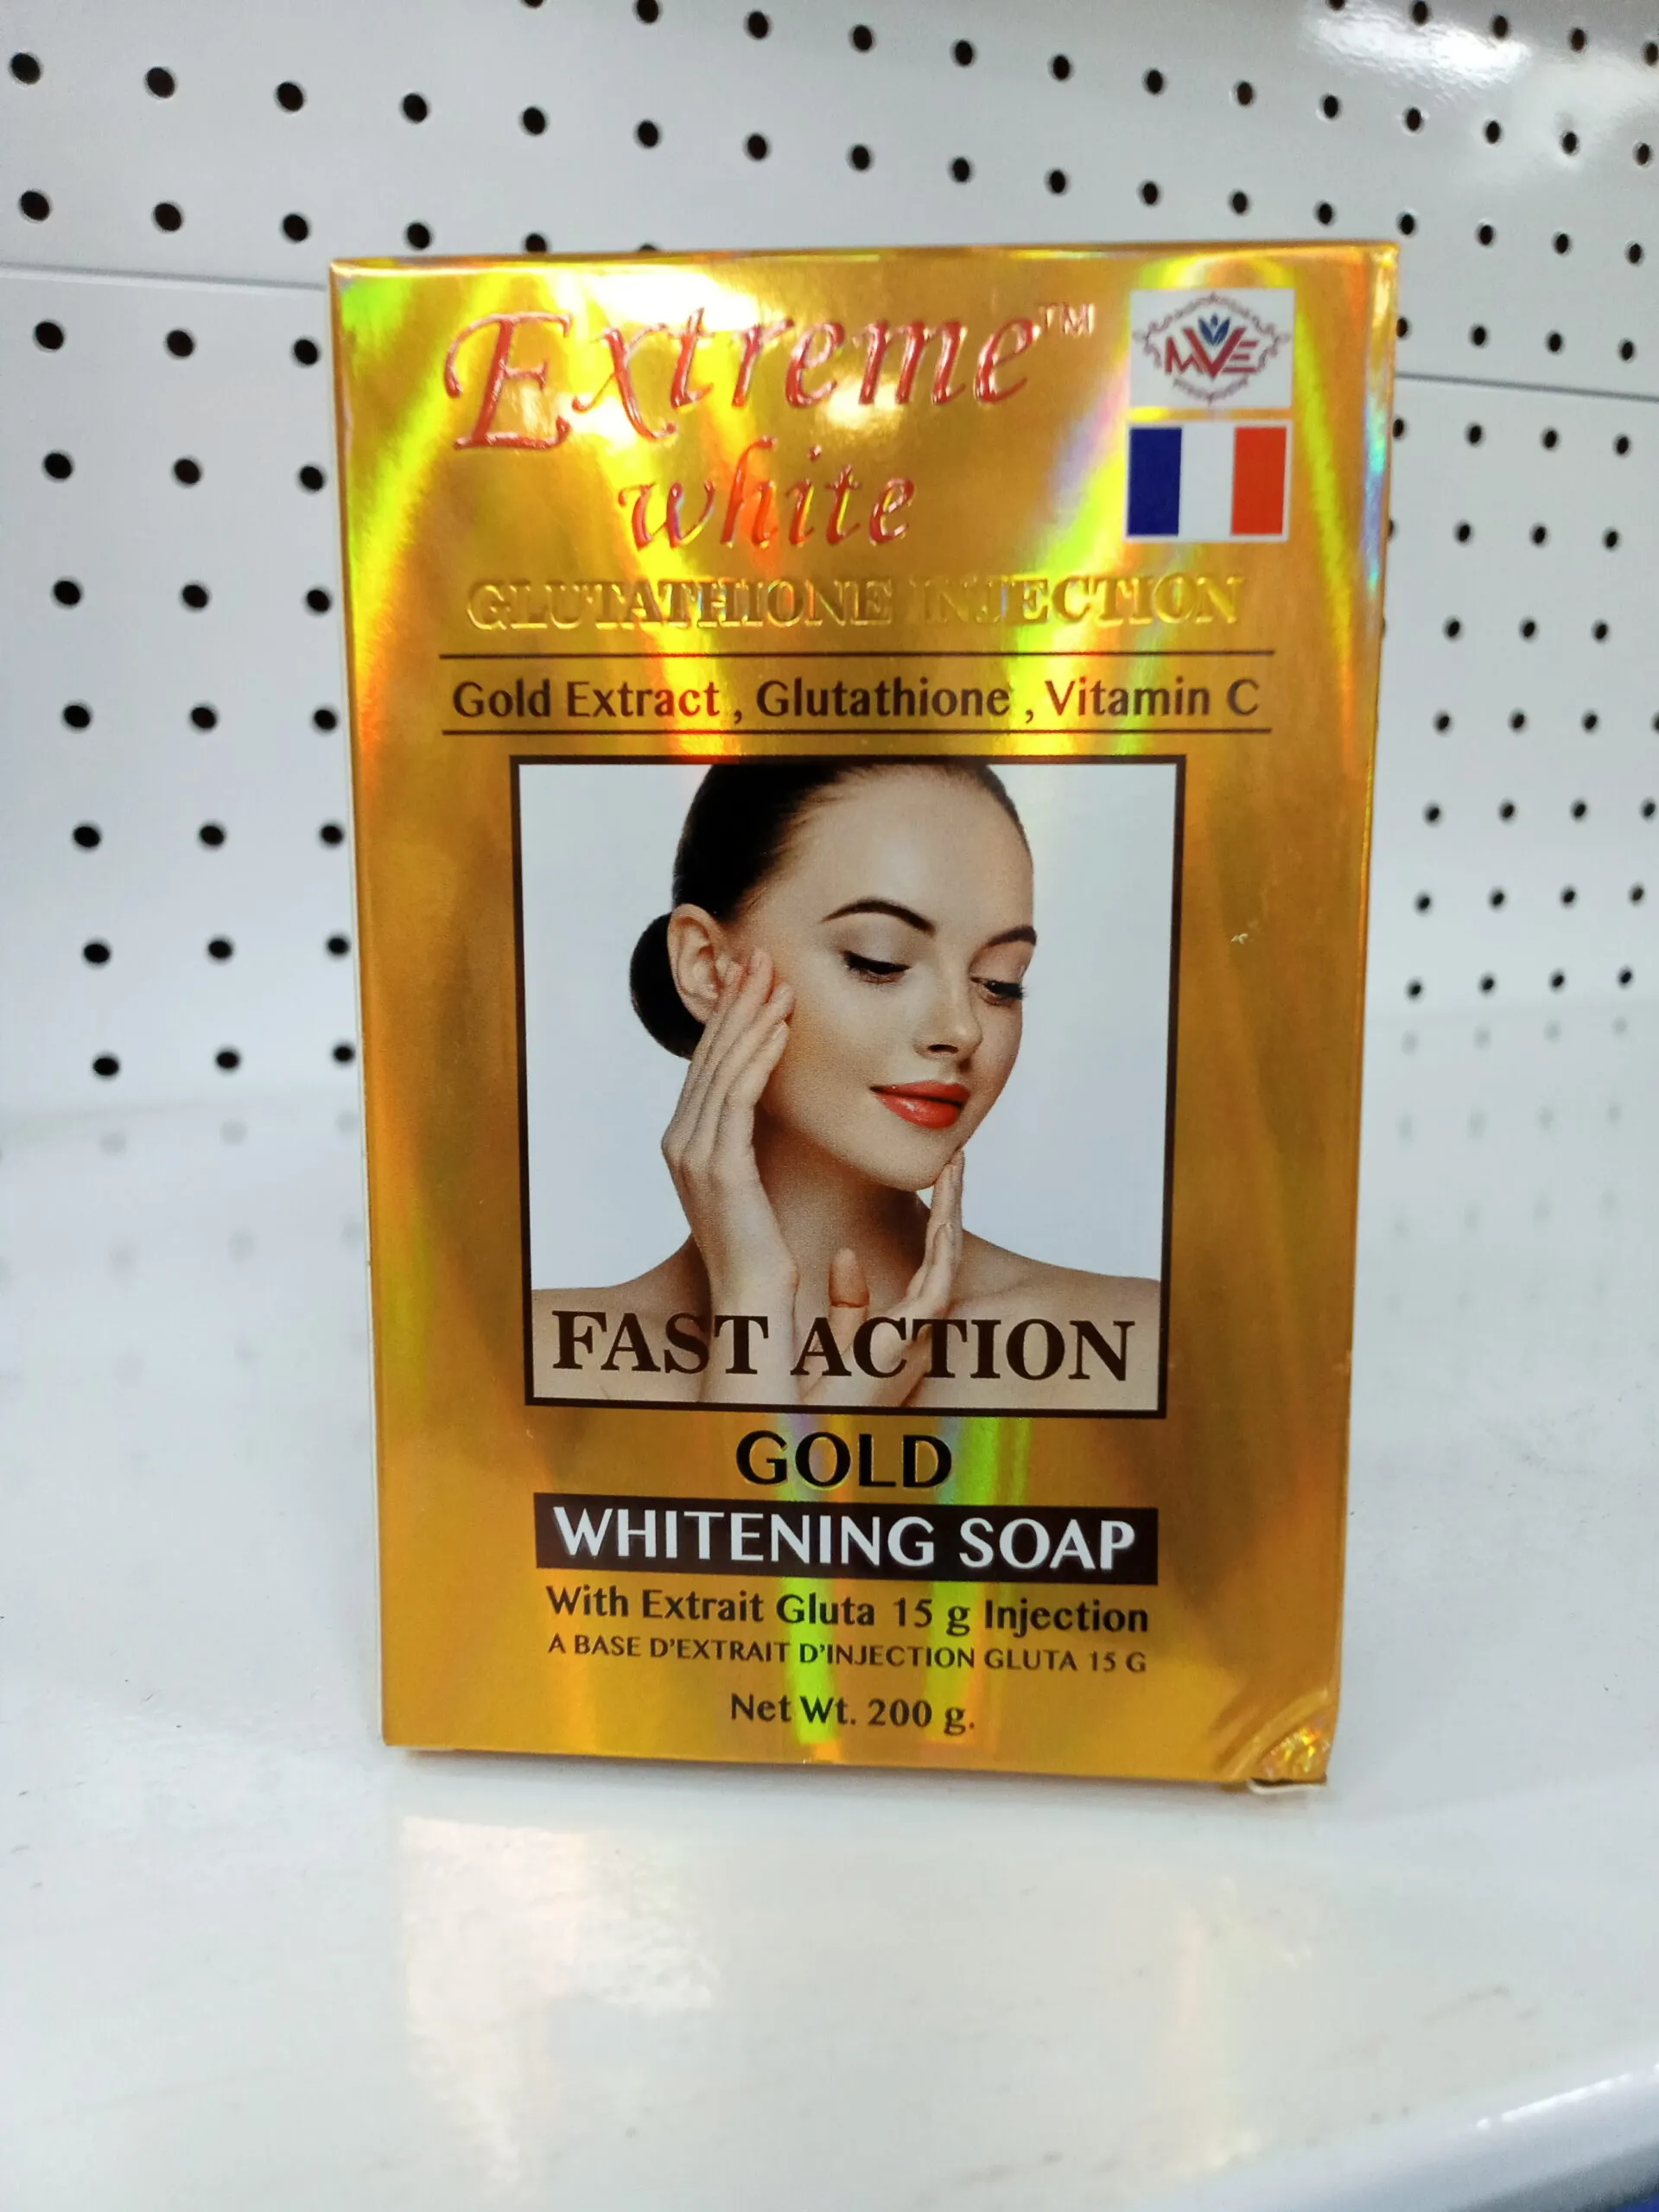 Extreme™
white
MVE
GLUTATHIONE INJECTION
Gold Extract , Glutathione , Vitamin C
FAST ACTION
GOLD
WHITENING SOAP
With Extrait Gluta 15 g Injection
A BASE D'EXTRAIT D'INJECTION GLUTA 15 G
Net Wt. 200 g.